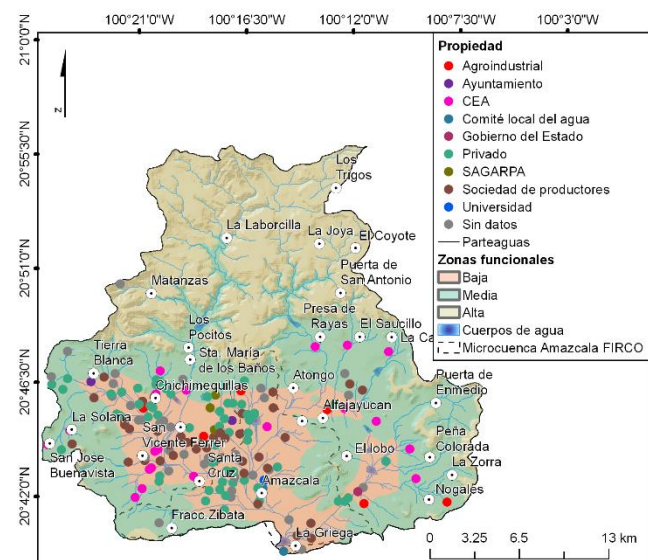 100°21'0"O 100°16'30"O 100°12'0"O 100°7'30"O 100°3'0"O
21°0'0"N
20°55'30"N
20°51'0"N
20°46'30"N
20°42'0"N
N
Propiedad
Agroindustrial
Ayuntamiento
CEA
Comité local del agua
Gobierno del Estado
Privado
SAGARPA
Sociedad de productores
Universidad
Sin datos
Parteaguas
Zonas funcionales
Baja
Media
Alta
Cuerpos de agua
Microcuenca Amazcala FIRCO
Los
Trigos
La Laborcilla
La Joya
El Coyote
Puerta de
San Antonio
Matanzas
Presa de
Rayas
El Saucillo
Los
Pocitos
Tierra
Blanca
Sta. María
de los Baños
Atongo
Puerta de
Enmedio
Chichimequillas
Alfajayucan
La Solana
San
Vicente Ferrer
Peña
Colorada
San Jose
Buenavista
Santa
Cruz
El lobo
La Zorra
Amazcala
Nogales
Fracc.Zibata
La Griega
0 3.25 6.5 13 km